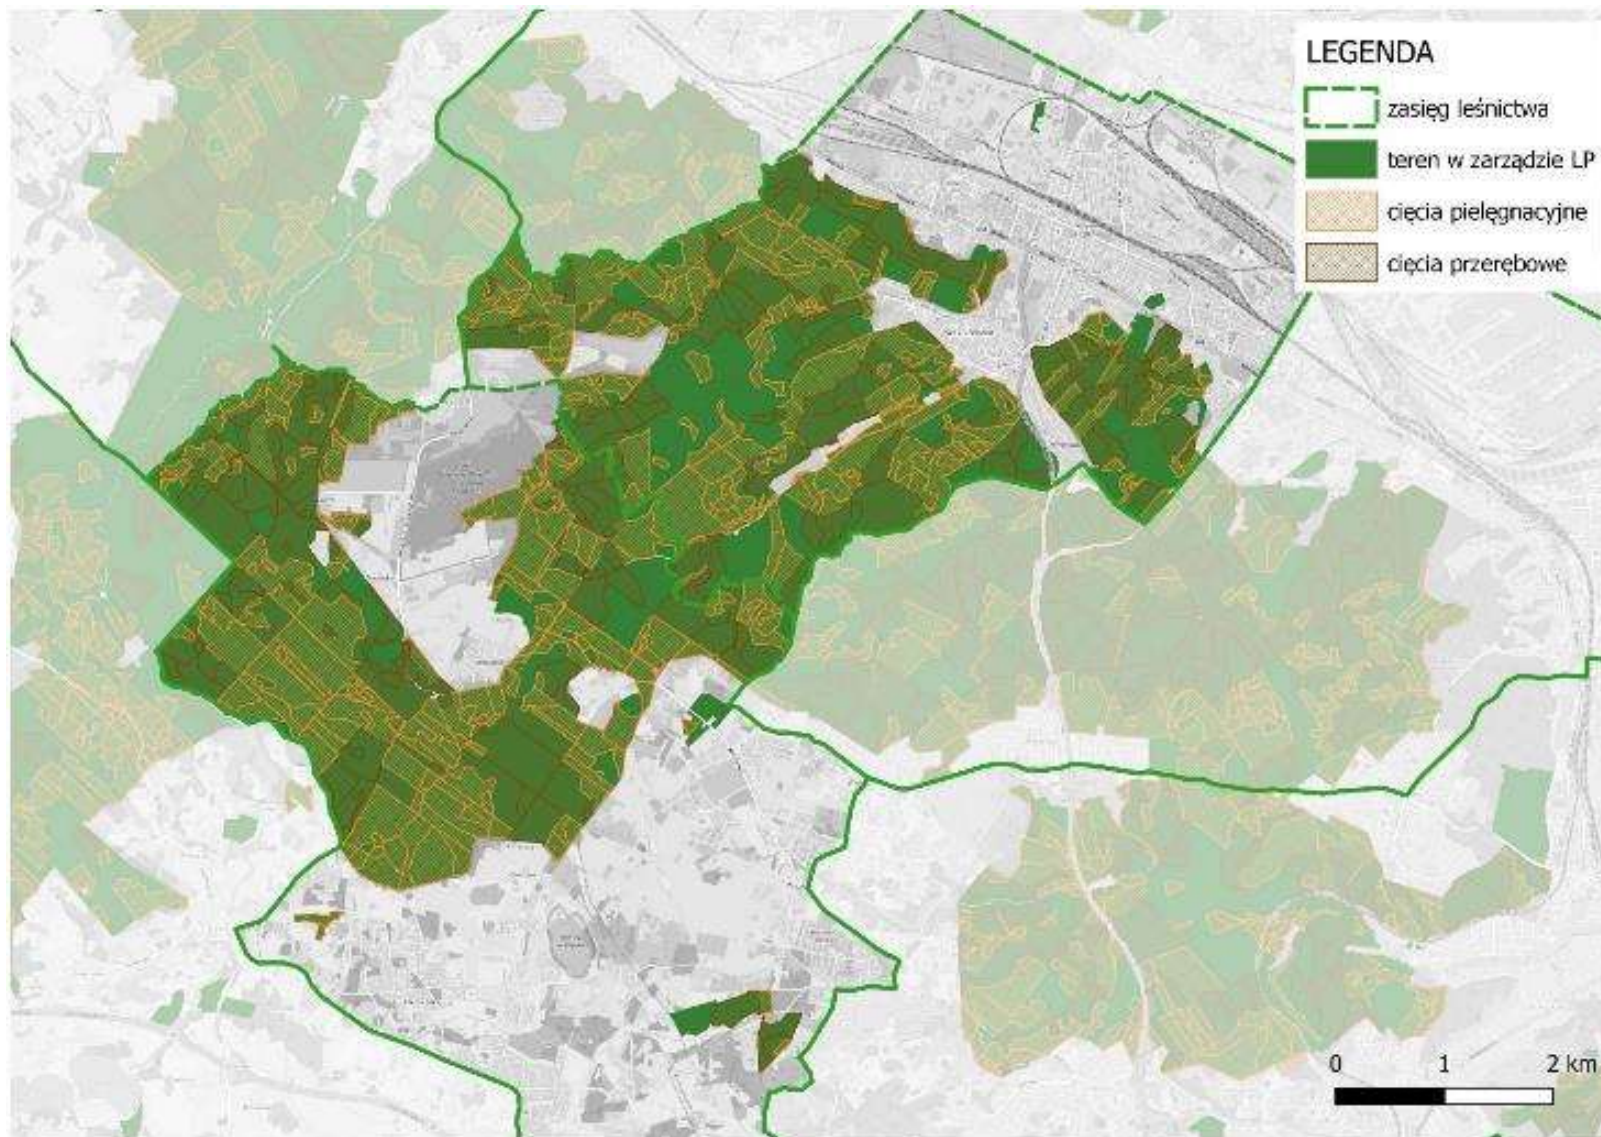 LEGENDA
zasięg leśnictwa
teren w zarządzie LP
cięcia pielęgnacyjne
cięcia przerębowe
0 1 2 km